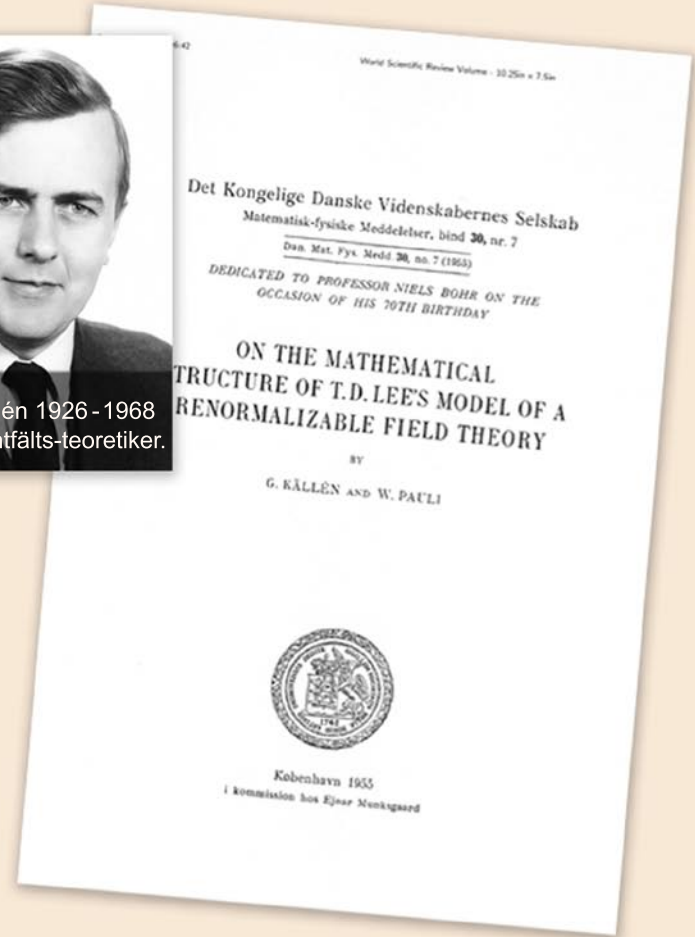 6:42
World Scientific Review Volume - 10.25in x 7.5in
Det Kongelige Danske Videnskabernes Selskab
Matematisk-fysiske Meddelelser, bind 30, nr. 7
Dan. Mat. Fys. Medd. 30, no. 7 (1955)
DEDICATED TO PROFESSOR NIELS BOHR ON THE
OCCASION OF HIS 70TH BIRTHDAY
ON THE MATHEMATICAL
TRUCTURE OF T.D. LEE'S MODEL OF A
RENORMALIZABLE FIELD THEORY
BY
G. KÄLLÉN AND W. PAULI
én 1926-1968
tfälts-teoretiker.
1742
København 1955
i kommission hos Ejnar Munksgaard